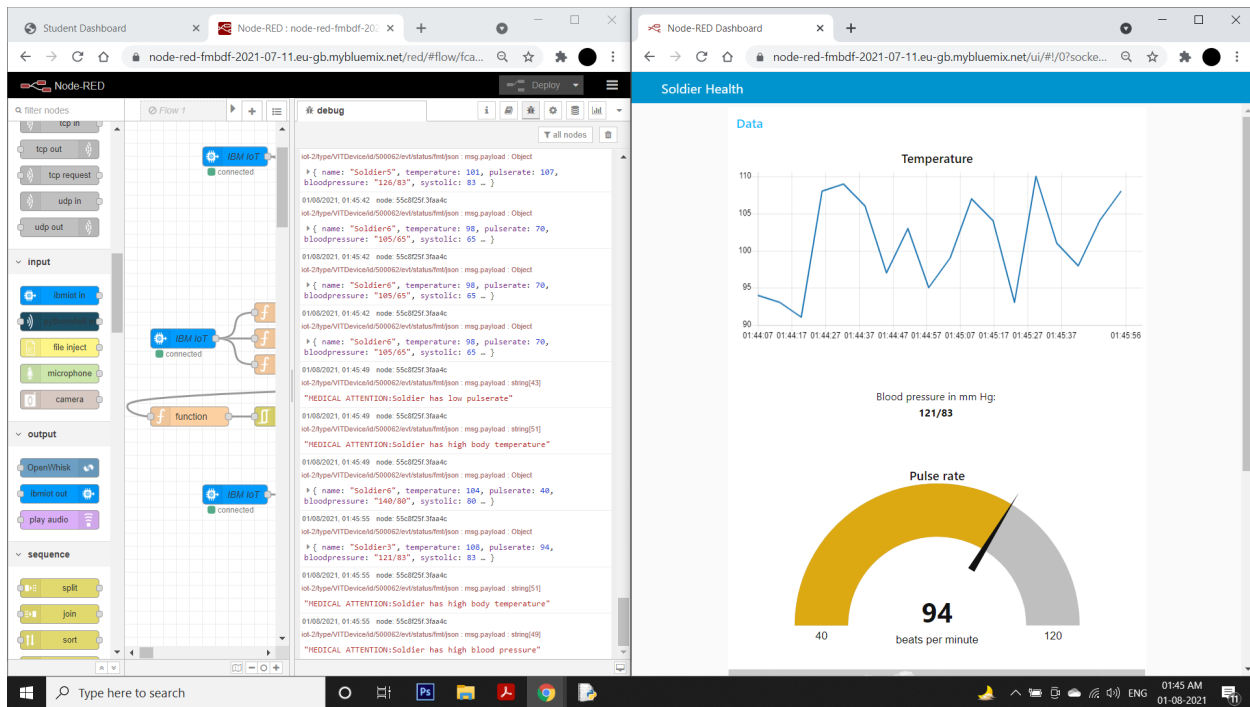 Student Dashboard
Node-RED : node-red-fmbdf-202
node-red-fmbdf-2021-07-11.eu-gb.mybluemix.net/red/#flow/fca...
Node-RED
Deploy
filter nodes
tcp in
tcp out
tcp request
udp in
udp out
input
ibmiot in
file inject
microphone
camera
output
OpenWhisk
ibmiot out
play audio
sequence
split
join
sort
Flow 1
IBM IoT
connected
IBM IoT
connected
function
IBM IoT
connected
debug
all nodes
iot-2/type/VITDevice/id/500062/evt/status/fmt/json : msg.payload : Object
{ name: "Soldier5", temperature: 101, pulserate: 107,
bloodpressure: "126/83", systolic: 83 … }
01/08/2021, 01:45:42 node: 55c8f25f.3faa4c
iot-2/type/VITDevice/id/500062/evt/status/fmt/json : msg.payload : Object
{ name: "Soldier6", temperature: 98, pulserate: 70,
bloodpressure: "105/65", systolic: 65 … }
01/08/2021, 01:45:42 node: 55c8f25f.3faa4c
iot-2/type/VITDevice/id/500062/evt/status/fmt/json : msg.payload : Object
{ name: "Soldier6", temperature: 98, pulserate: 70,
bloodpressure: "105/65", systolic: 65 … }
01/08/2021, 01:45:42 node: 55c8f25f.3faa4c
iot-2/type/VITDevice/id/500062/evt/status/fmt/json : msg.payload : Object
{ name: "Soldier6", temperature: 98, pulserate: 70,
bloodpressure: "105/65", systolic: 65 … }
01/08/2021, 01:45:49 node: 55c8f25f.3faa4c
iot-2/type/VITDevice/id/500062/evt/status/fmt/json : msg.payload : string[43]
"MEDICAL ATTENTION:Soldier has low pulserate"
01/08/2021, 01:45:49 node: 55c8f25f.3faa4c
iot-2/type/VITDevice/id/500062/evt/status/fmt/json : msg.payload : string[51]
"MEDICAL ATTENTION:Soldier has high body temperature"
01/08/2021, 01:45:49 node: 55c8f25f.3faa4c
iot-2/type/VITDevice/id/500062/evt/status/fmt/json : msg.payload : Object
{ name: "Soldier6", temperature: 104, pulserate: 40,
bloodpressure: "140/80", systolic: 80 … }
01/08/2021, 01:45:55 node: 55c8f25f.3faa4c
iot-2/type/VITDevice/id/500062/evt/status/fmt/json : msg.payload : Object
{ name: "Soldier3", temperature: 108, pulserate: 94,
bloodpressure: "121/83", systolic: 83 … }
01/08/2021, 01:45:55 node: 55c8f25f.3faa4c
iot-2/type/VITDevice/id/500062/evt/status/fmt/json : msg.payload : string[51]
"MEDICAL ATTENTION:Soldier has high body temperature"
01/08/2021, 01:45:55 node: 55c8f25f.3faa4c
iot-2/type/VITDevice/id/500062/evt/status/fmt/json : msg.payload : string[49]
"MEDICAL ATTENTION:Soldier has high blood pressure"
Node-RED Dashboard
node-red-fmbdf-2021-07-11.eu-gb.mybluemix.net/ui/#!/0?socke...
Soldier Health
Data
Temperature
110
105
100
95
90
01:44:07 01:44:17 01:44:27 01:44:37 01:44:47 01:44:57 01:45:07 01:45:17 01:45:27 01:45:37 01:45:56
Blood pressure in mm Hg:
121/83
Pulse rate
94
40 beats per minute 120
Type here to search
Ps
ENG
01:45 AM
01-08-2021
11